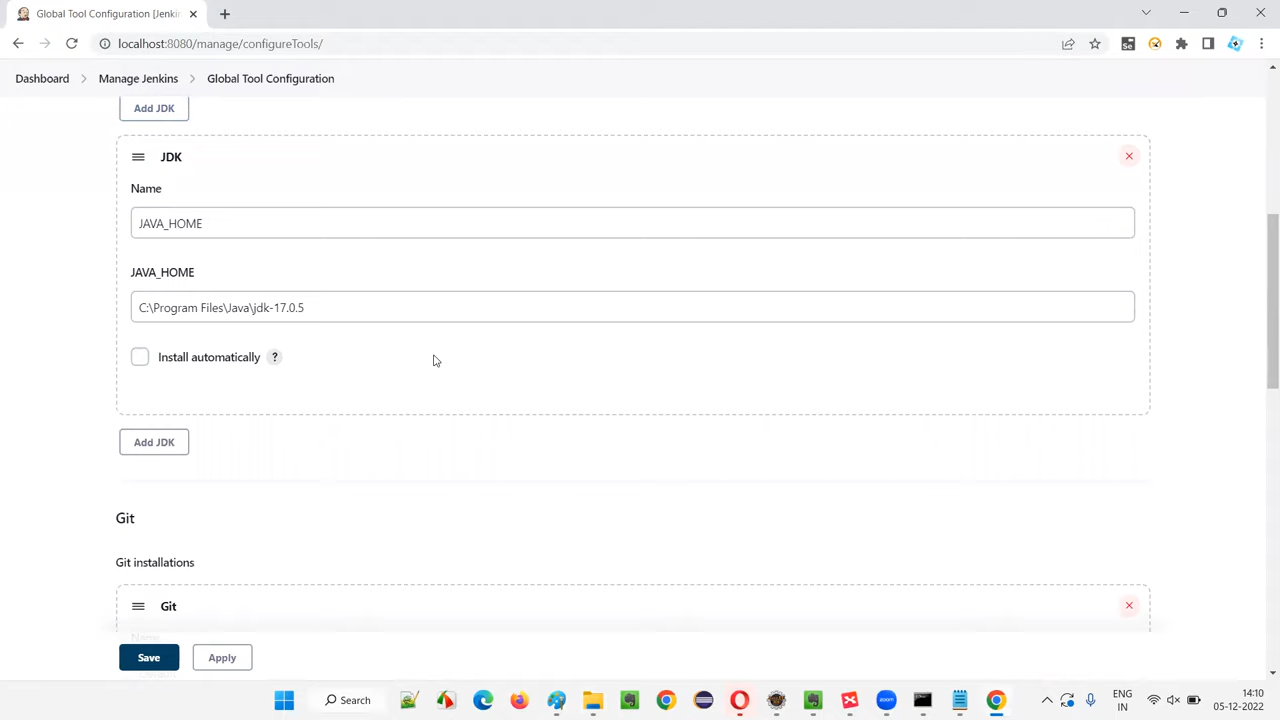 Global Tool Configuration [Jenkin
localhost:8080/manage/configureTools/
Dashboard
Manage Jenkins
Global Tool Configuration
Add JDK
JDK
Name
JAVA_HOME
JAVA_HOME
C:\Program Files\Java\jdk-17.0.5
Install automatically ?
Add JDK
Git
Git installations
Git
Name
Default
Save
Apply
Search
zoom
ENG
IN
14:10
05-12-2022